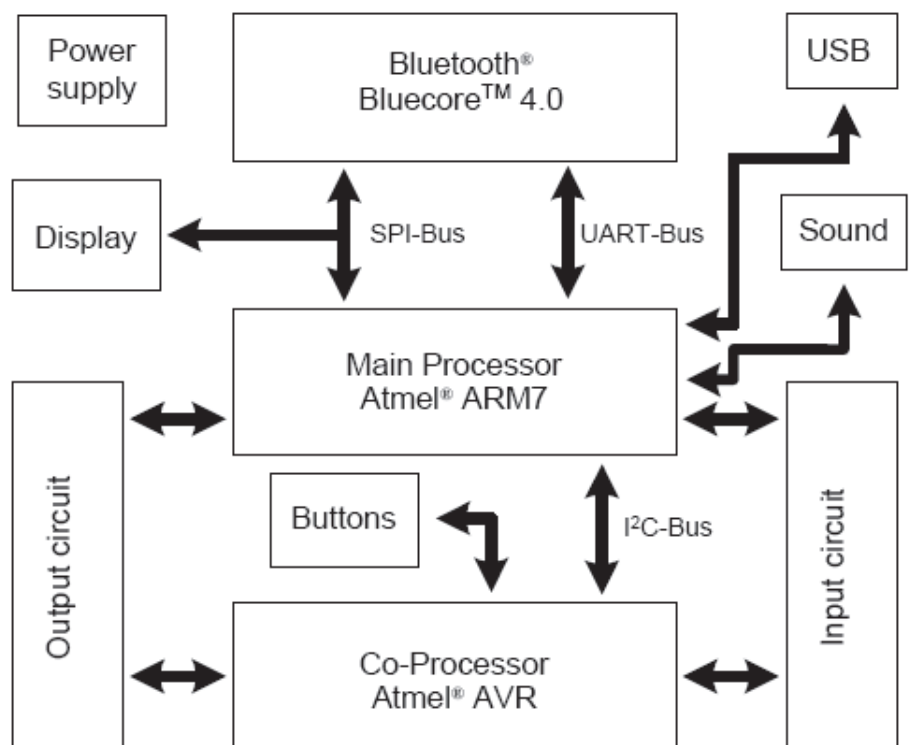 Power
supply
Bluetooth®
Bluecore™ 4.0
USB
Display
SPI-Bus
UART-Bus
Sound
Main Processor
Atmel® ARM7
Output circuit
Buttons
I²C-Bus
Input circuit
Co-Processor
Atmel® AVR